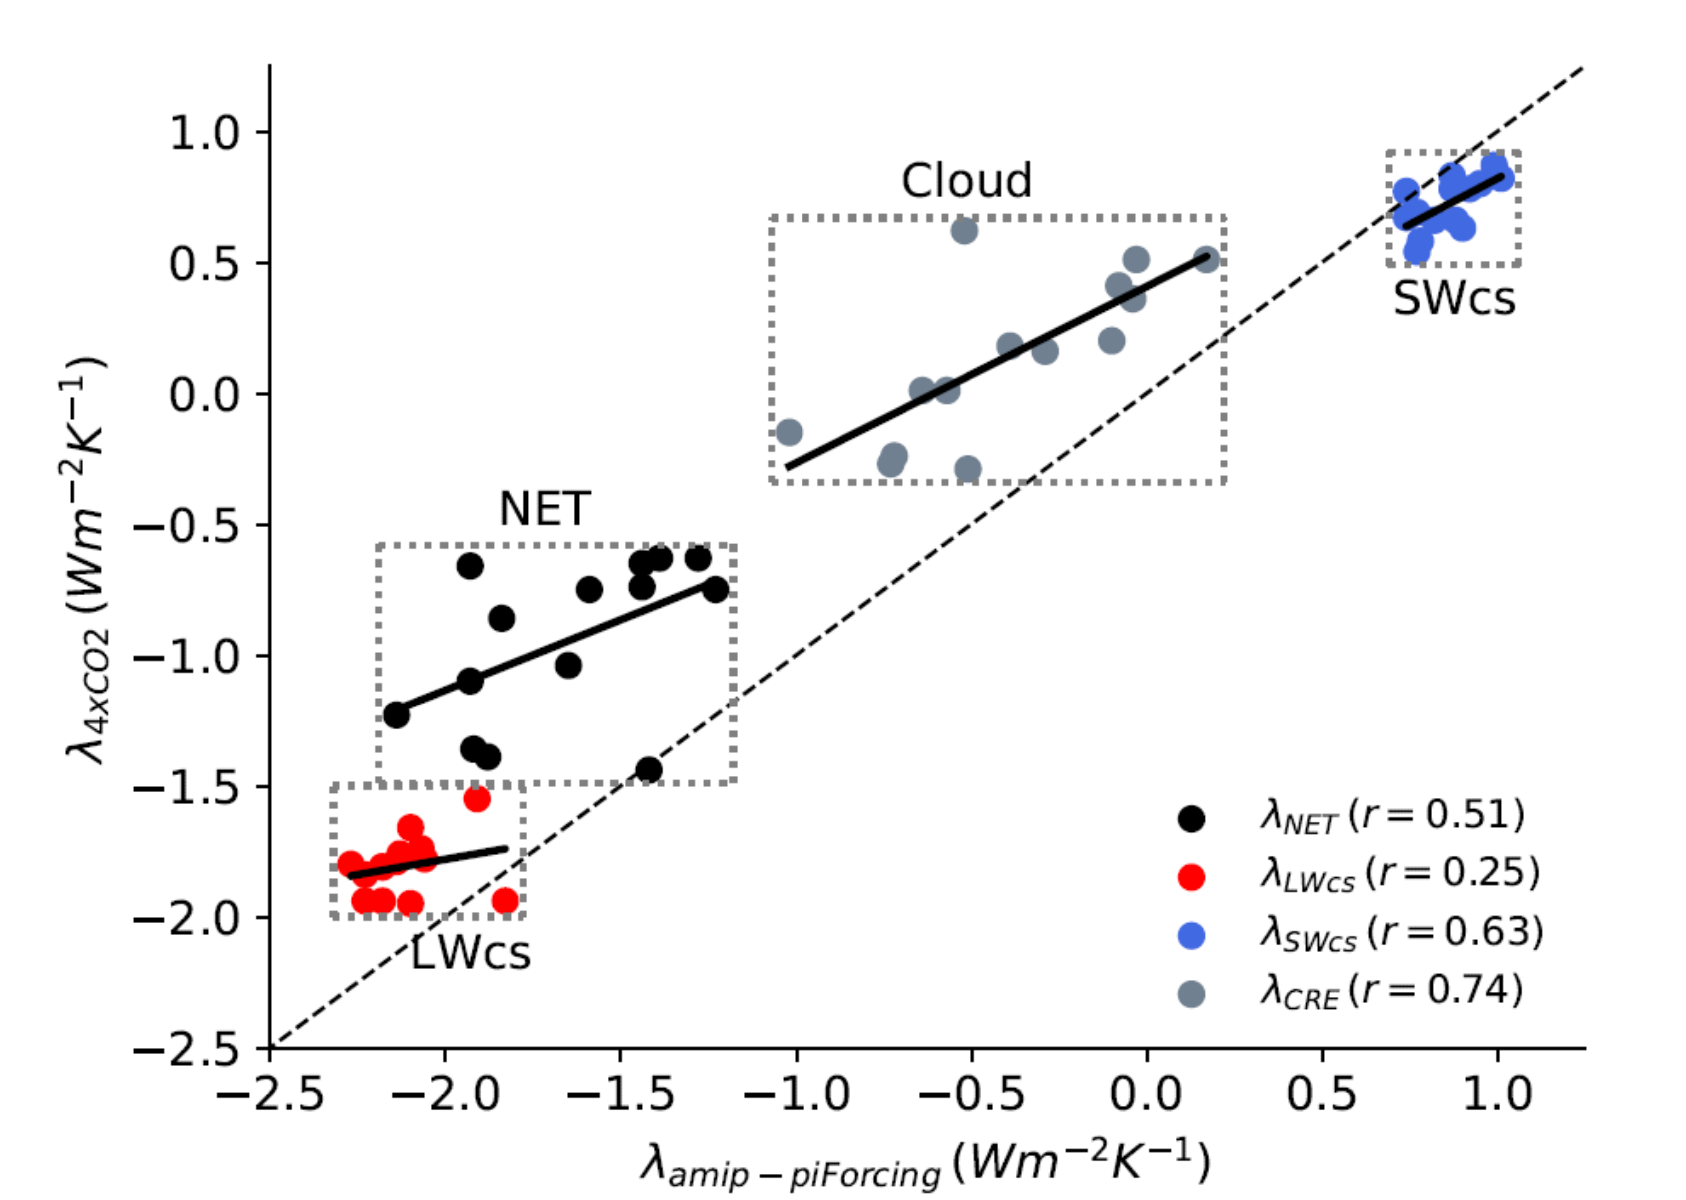 1.0
0.5
0.0
−0.5
−1.0
−1.5
−2.0
−2.5
λ4xCO2 (Wm−2K−1)
Cloud
SWcs
NET
LWcs
λNET (r = 0.51)
λLWcs (r = 0.25)
λSWcs (r = 0.63)
λCRE (r = 0.74)
−2.5 −2.0 −1.5 −1.0 −0.5 0.0 0.5 1.0
λamip − piForcing (Wm−2K−1)